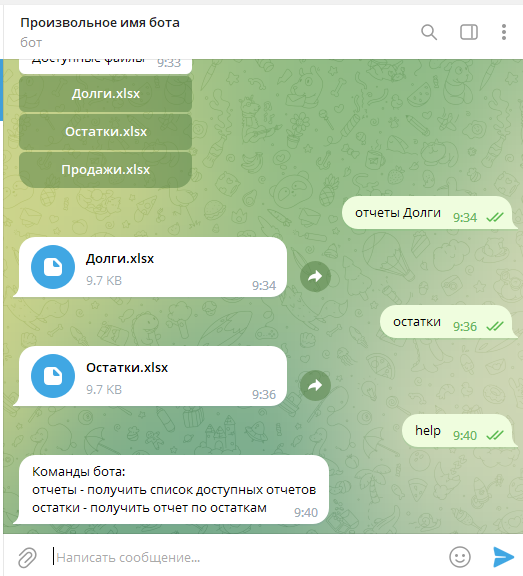 Произвольное имя бота
бот
Доступные файлы 9:33
Долги.xlsx
Остатки.xlsx
Продажи.xlsx
отчеты Долги 9:34
Долги.xlsx
9.7 KB 9:34
остатки 9:36
Остатки.xlsx
9.7 KB 9:36
help 9:40
Команды бота:
отчеты - получить список доступных отчетов
остатки - получить отчет по остаткам 9:40
Написать сообщение...